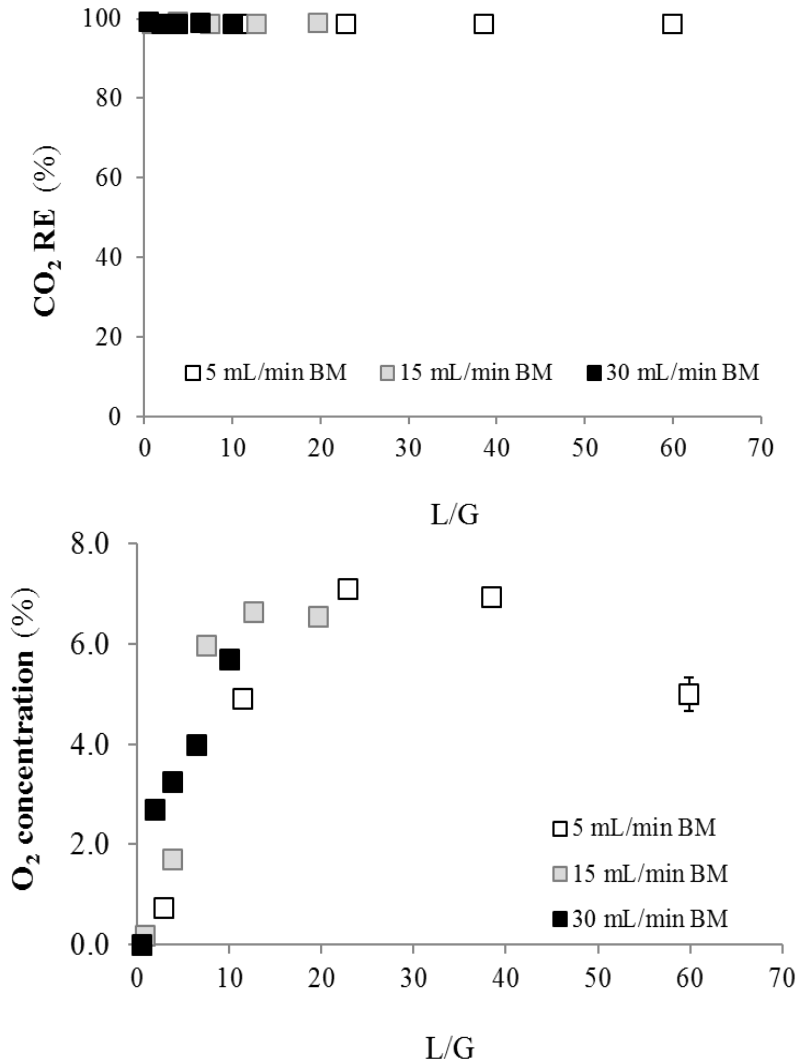 100
80
60
40
20
0
CO₂ RE (%)
5 mL/min BM 15 mL/min BM 30 mL/min BM
0 10 20 30 40 50 60 70
L/G
8.0
6.0
4.0
2.0
0.0
O₂ concentration (%)
5 mL/min BM
15 mL/min BM
30 mL/min BM
0 10 20 30 40 50 60 70
L/G